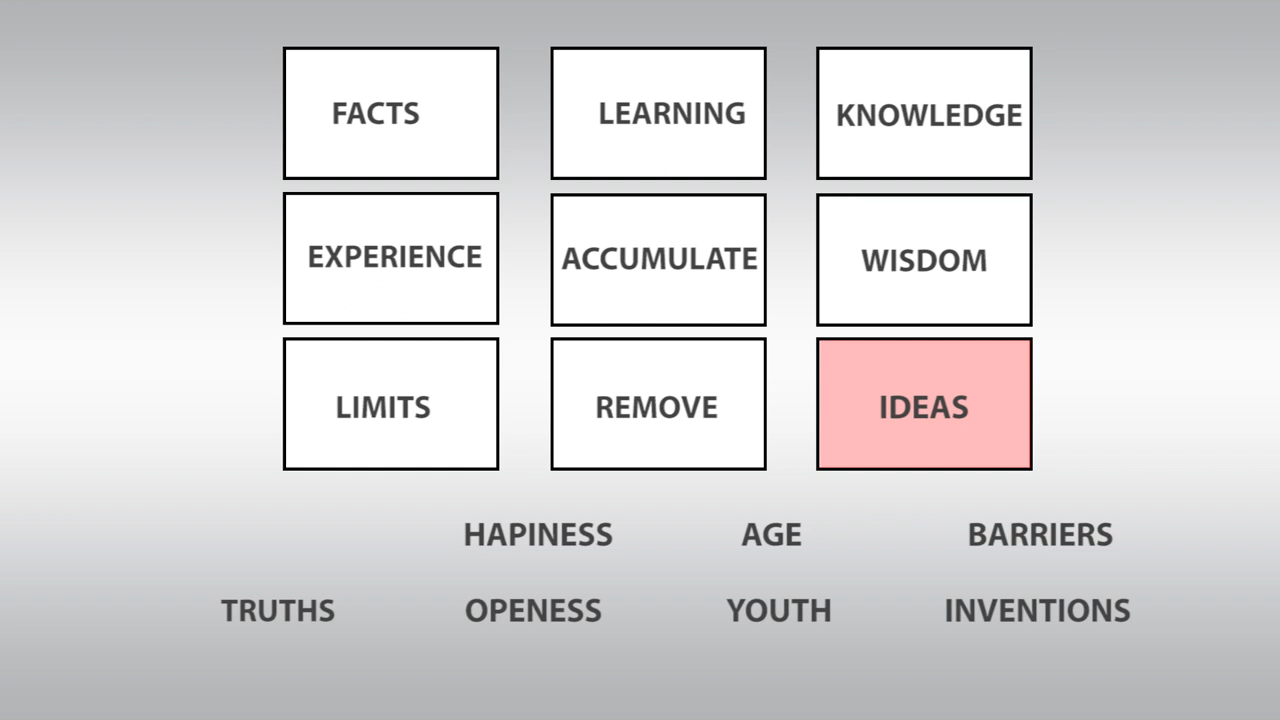 FACTS LEARNING KNOWLEDGE
EXPERIENCE ACCUMULATE WISDOM
LIMITS REMOVE IDEAS
HAPINESS AGE BARRIERS
TRUTHS OPENESS YOUTH INVENTIONS